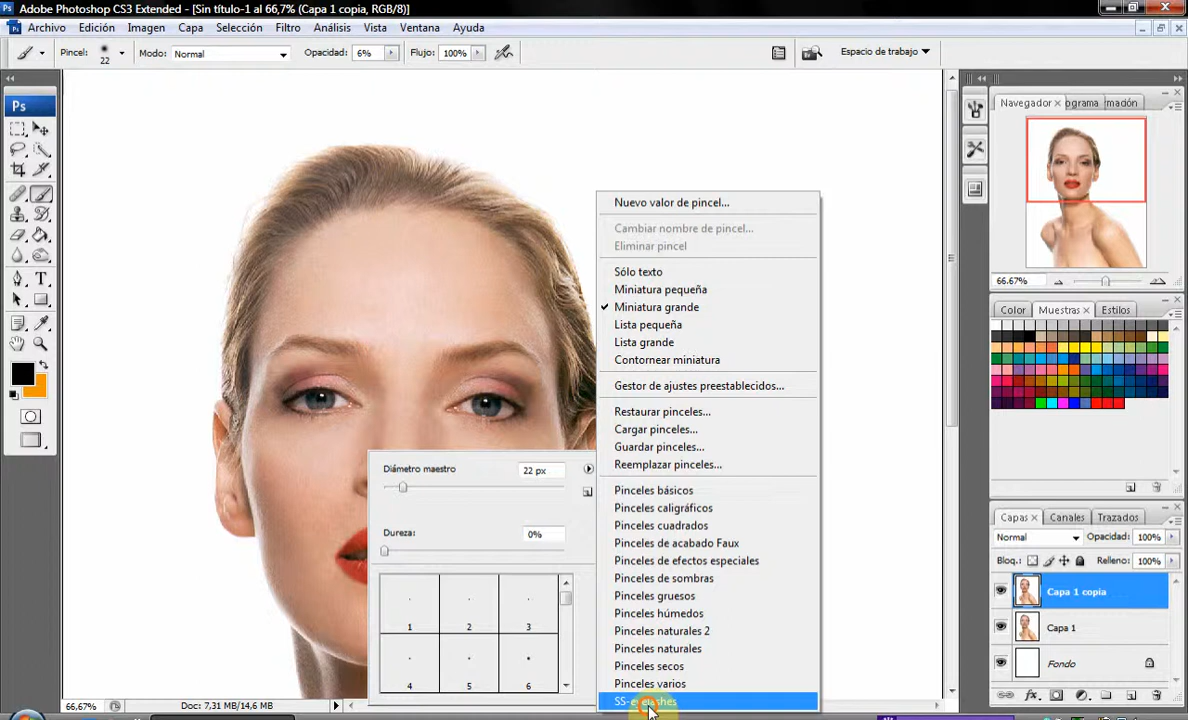 Adobe Photoshop CS3 Extended - [Sin título-1 al 66,7% (Capa 1 copia, RGB/8)]
Archivo Edición Imagen Capa Selección Filtro Análisis Vista Ventana Ayuda
Pincel: 22 Modo: Normal Opacidad: 6% Flujo: 100% Espacio de trabajo
Ps
Navegador × ograma mación
66.67%
Color Muestras × Estilos
Nuevo valor de pincel...
Cambiar nombre de pincel...
Eliminar pincel
Sólo texto
Miniatura pequeña
Miniatura grande
Lista pequeña
Lista grande
Contornear miniatura
Gestor de ajustes preestablecidos...
Restaurar pinceles...
Cargar pinceles...
Guardar pinceles...
Reemplazar pinceles...
Pinceles básicos
Pinceles caligráficos
Pinceles cuadrados
Pinceles de acabado Faux
Pinceles de efectos especiales
Pinceles de sombras
Pinceles gruesos
Pinceles húmedos
Pinceles naturales 2
Pinceles naturales
Pinceles secos
Pinceles varios
SS-eyelashes
Diámetro maestro 22 px
Dureza: 0%
1 2 3
4 5 6
Capas × Canales Trazados
Normal Opacidad: 100%
Bloq.: Relleno: 100%
Capa 1 copia
Capa 1
Fondo
66.67% Doc: 7,31 MB/14,6 MB